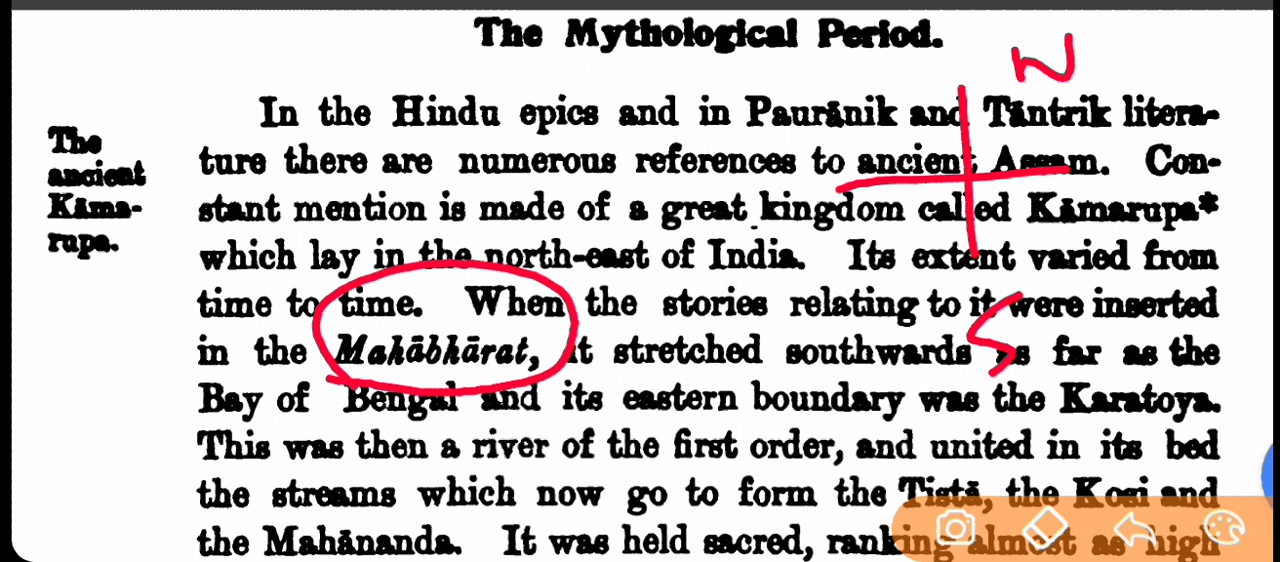 The Mythological Period.
The
ancient
Kāma-
rupa.
In the Hindu epics and in Paurānik and Tāntrik litera-
ture there are numerous references to ancient Assam. Con-
stant mention is made of a great kingdom called Kāmarupa*
which lay in the north-east of India. Its extent varied from
time to time. When the stories relating to it were inserted
in the Mahābhārat, it stretched southwards as far as the
Bay of Bengal and its eastern boundary was the Karatoya.
This was then a river of the first order, and united in its bed
the streams which now go to form the Tistā, the Kosi and
the Mahānanda. It was held sacred, ranking almost as high
N
S